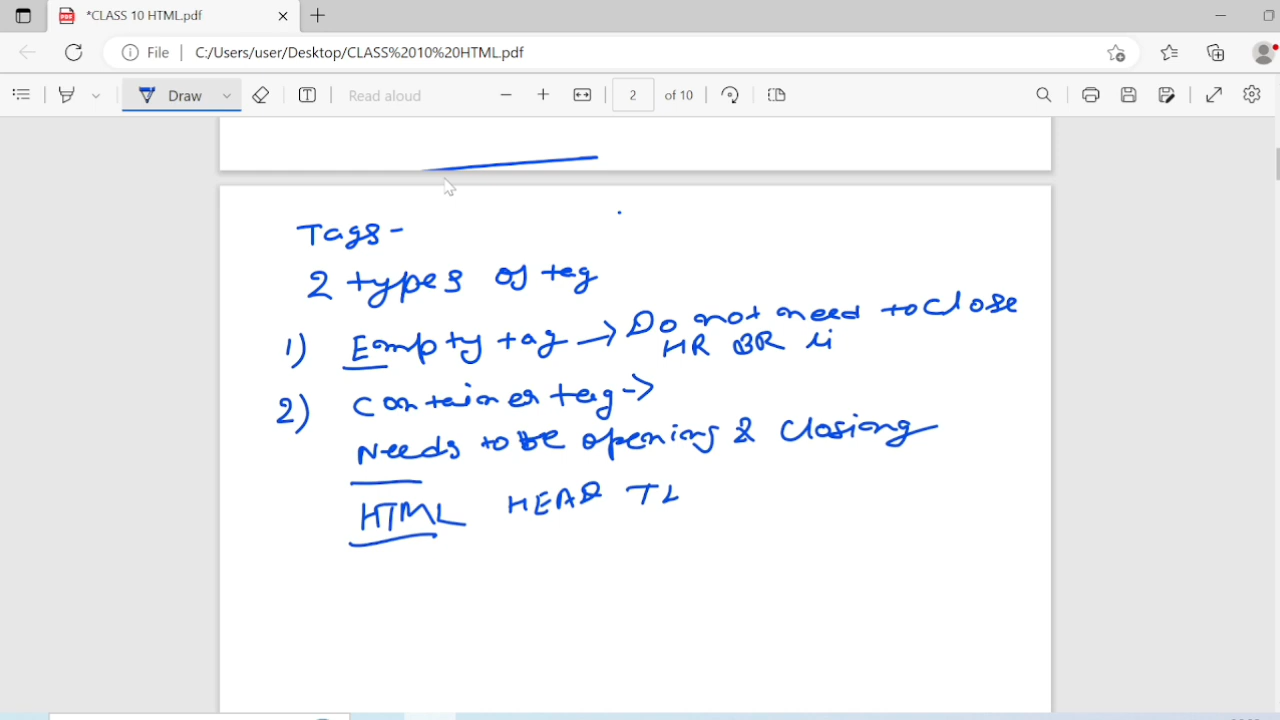 *CLASS 10 HTML.pdf
File | C:/Users/user/Desktop/CLASS%2010%20HTML.pdf
Draw Read aloud 2 of 10
Tags-
2 types of tag
1) Empty tag → Do not need to close
HR BR li
2) Container tag →
Needs to be opening & closing
HTML HEAD